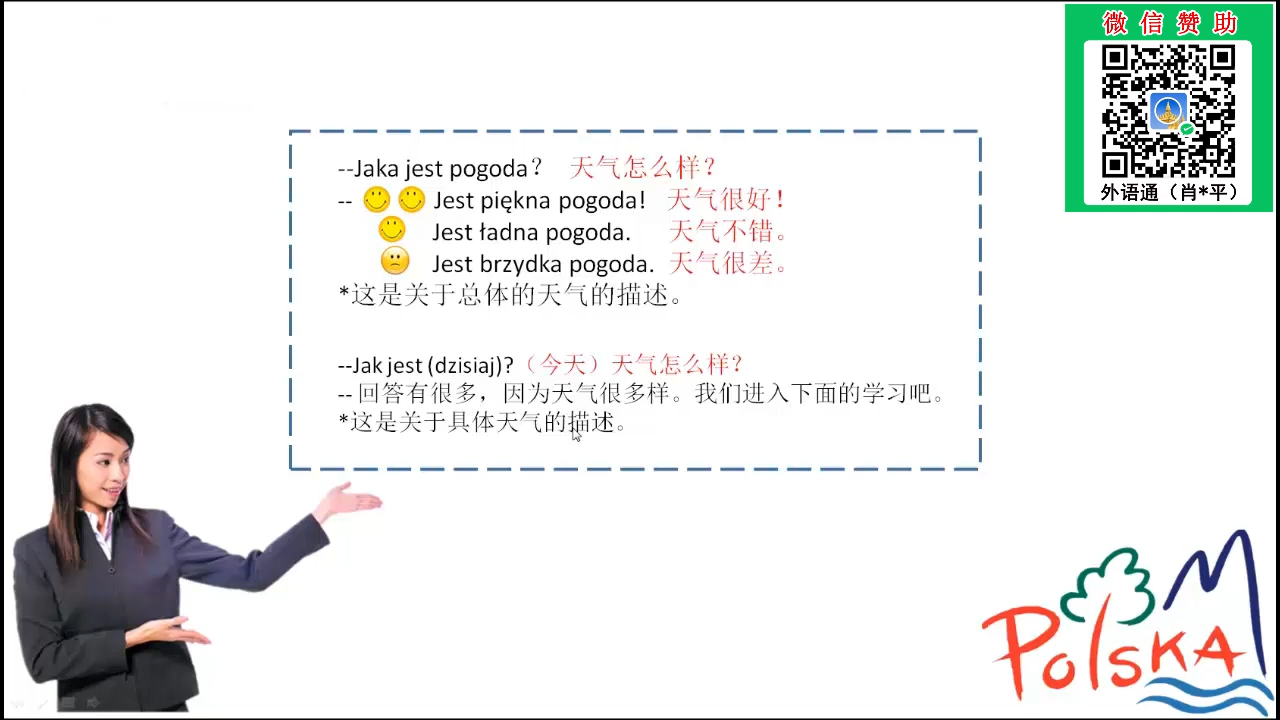 微信赞助
外语通（肖*平）
--Jaka jest pogoda？ 天气怎么样？
-- Jest piękna pogoda! 天气很好！
Jest ładna pogoda. 天气不错。
Jest brzydka pogoda. 天气很差。
*这是关于总体的天气的描述。
--Jak jest (dzisiaj)?（今天）天气怎么样？
-- 回答有很多，因为天气很多样。我们进入下面的学习吧。
*这是关于具体天气的描述。
PolsKA